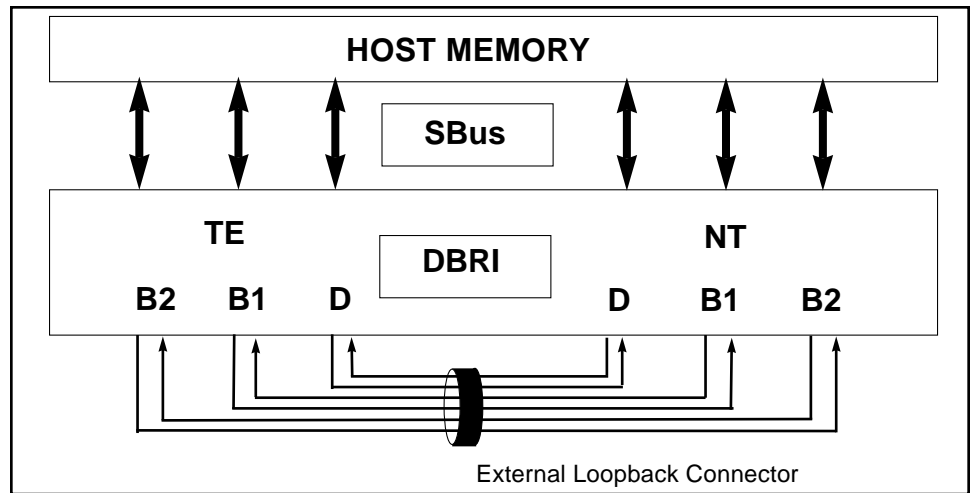 HOST MEMORY
SBus
TE
NT
DBRI
B2 B1 D D B1 B2
External Loopback Connector